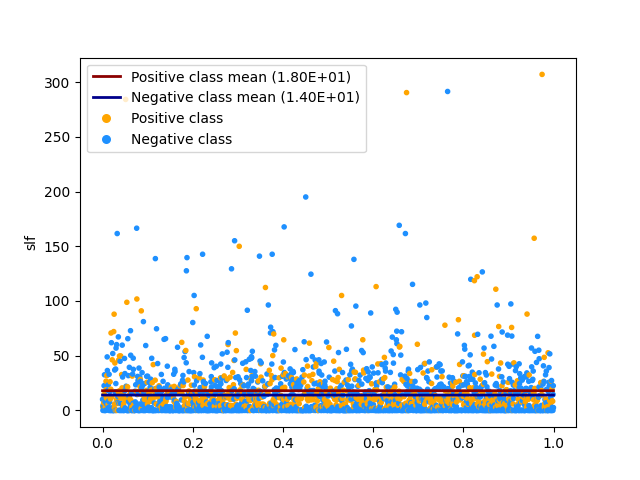 Positive class mean (1.80E+01)
Negative class mean (1.40E+01)
Positive class
Negative class
300
250
200
150
100
50
0
slf
0.0 0.2 0.4 0.6 0.8 1.0